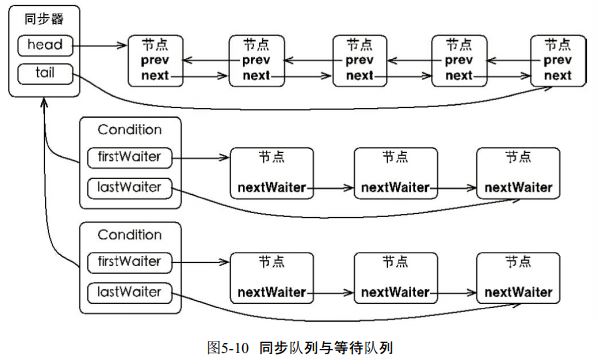 同步器
head
tail
节点 节点 节点 节点 节点
prev prev prev prev prev
next next next next next
Condition
firstWaiter
lastWaiter
节点 节点 节点
nextWaiter nextWaiter nextWaiter
Condition
firstWaiter
lastWaiter
节点 节点 节点
nextWaiter nextWaiter nextWaiter
图5-10 同步队列与等待队列